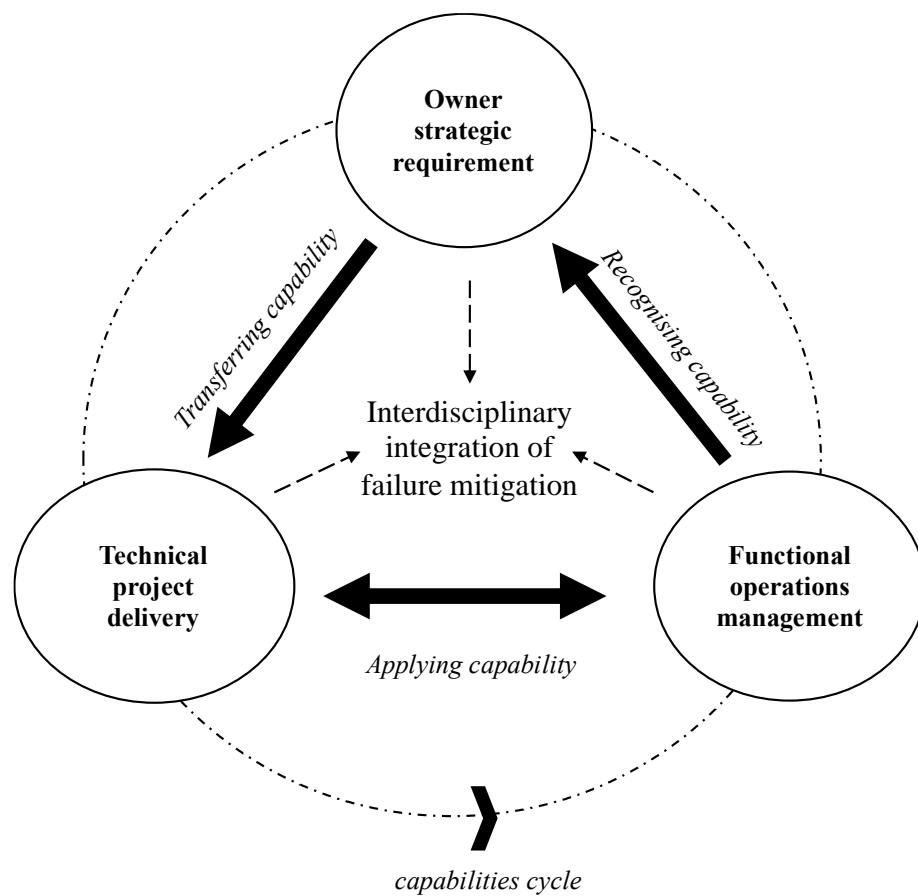 Owner
strategic
requirement
Transferring capability
Recognising capability
Interdisciplinary
integration of
failure mitigation
Technical
project
delivery
Functional
operations
management
Applying capability
capabilities cycle